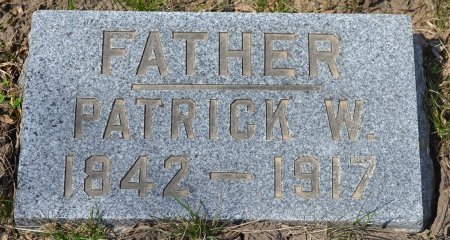 FATHER
PATRICK W.
1842 — 1917